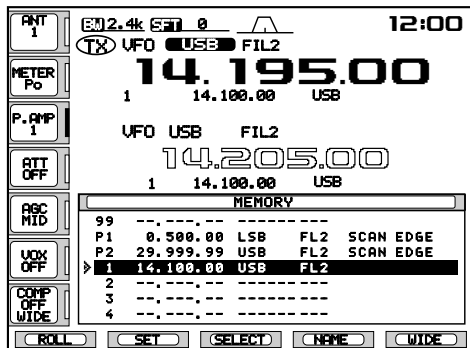 ANT 1
BW 2.4k SFT 0 12:00
TX VFO USB FIL2
METER Po
14.195.00
1 14.100.00 USB
P.AMP 1
VFO USB FIL2
ATT OFF
14.205.00
1 14.100.00 USB
AGC MID
MEMORY
99 --.---.-- ------ ---
P1 0.500.00 LSB FL2 SCAN EDGE
VOX OFF
P2 29.999.99 USB FL2 SCAN EDGE
1 14.100.00 USB FL2
COMP OFF WIDE
2 --.---.-- ------ ---
3 --.---.-- ------ ---
4 --.---.-- ------ ---
ROLL SET SELECT NAME WIDE